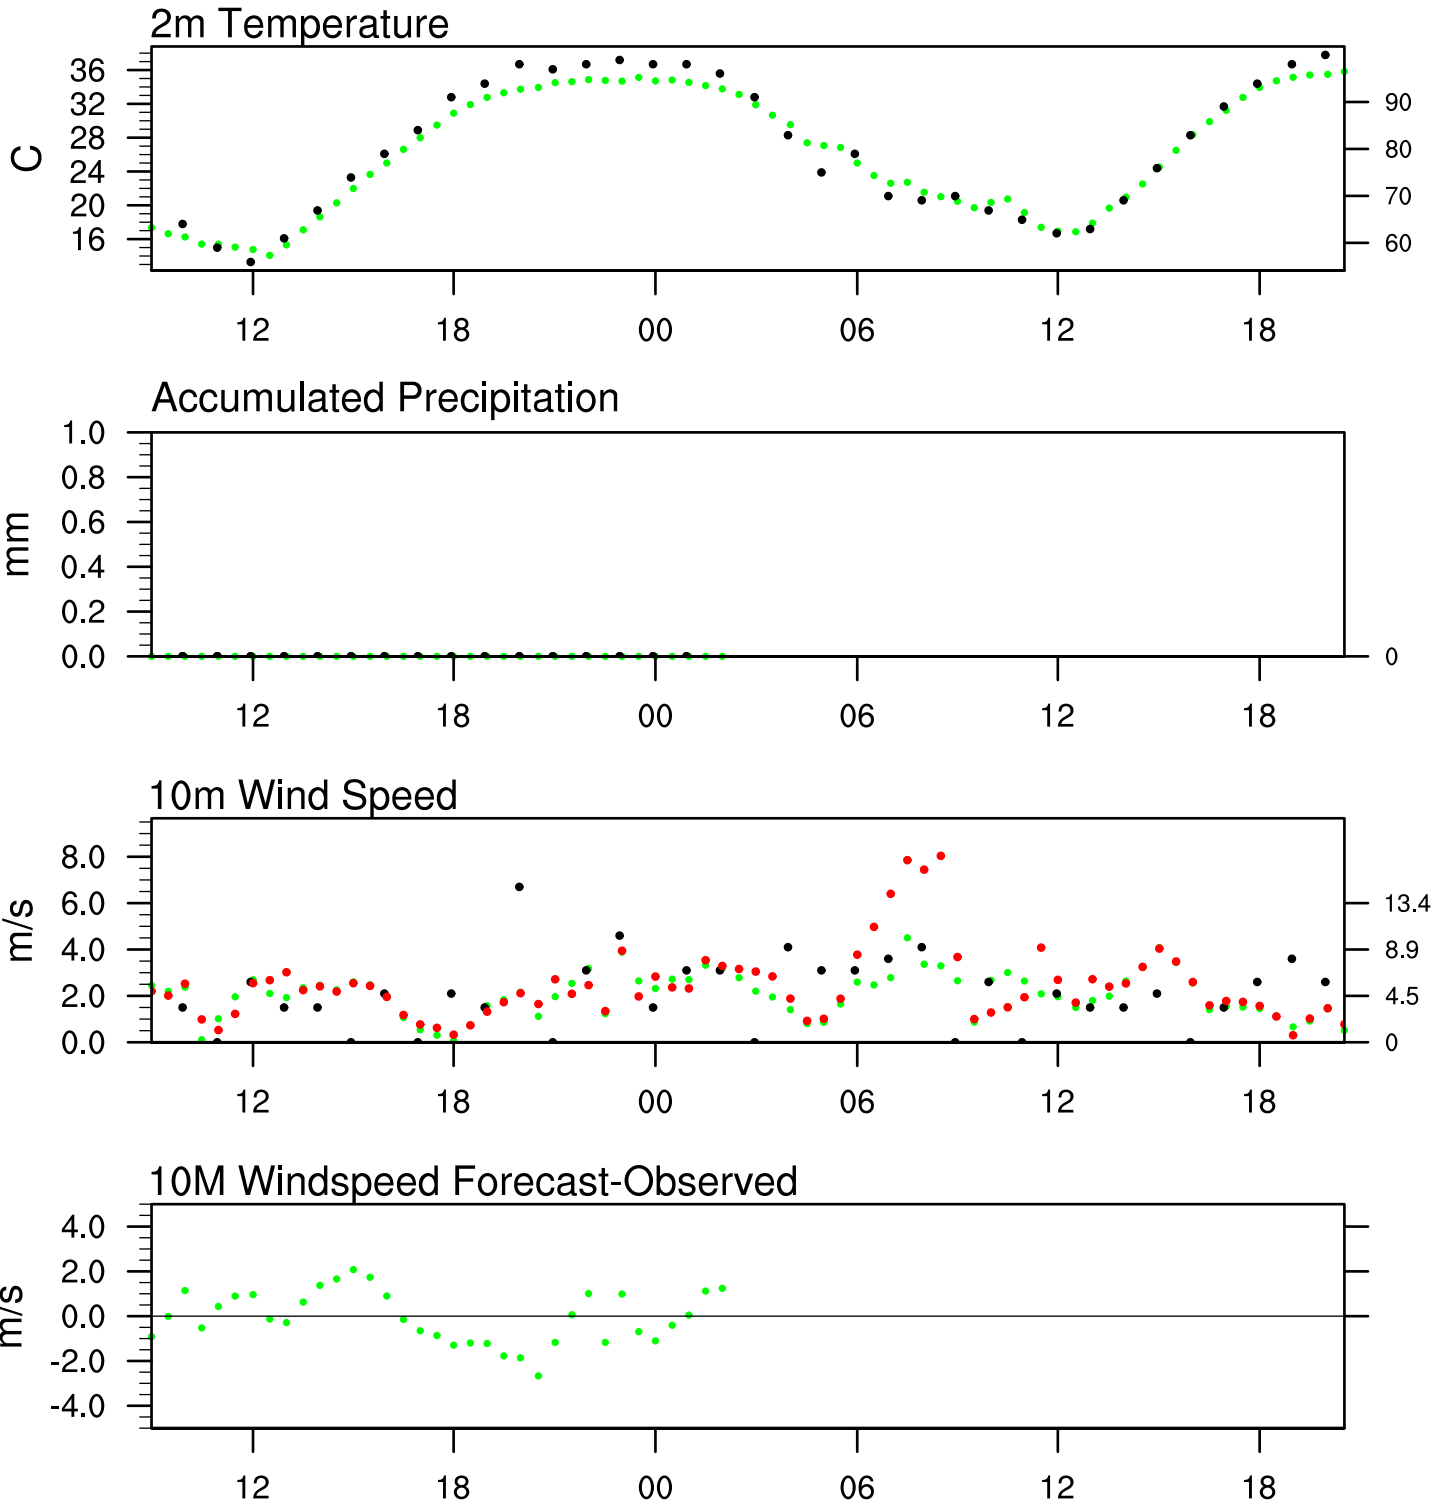 2m Temperature
36
32
28
24
20
16
C
90
80
70
60
12 18 00 06 12 18
Accumulated Precipitation
1.0
0.8
0.6
0.4
0.2
0.0
mm
0
12 18 00 06 12 18
10m Wind Speed
8.0
6.0
4.0
2.0
0.0
m/s
13.4
8.9
4.5
0
12 18 00 06 12 18
10M Windspeed Forecast-Observed
4.0
2.0
0.0
-2.0
-4.0
m/s
12 18 00 06 12 18